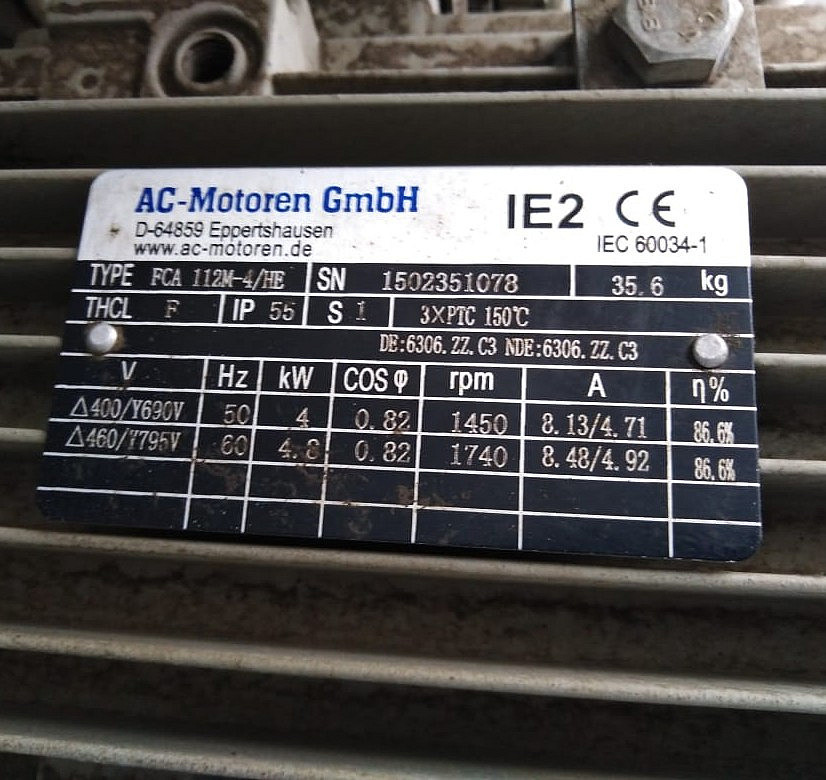 AC-Motoren GmbH
D-64859 Eppertshausen
www.ac-motoren.de
IE2 CE
IEC 60034-1
TYPE FCA 112M-4/HE SN 1502351078 35.6 kg
THCL F IP 55 S 1 3XPTC 150℃
DE:6306.ZZ.C3 NDE:6306.ZZ.C3
V Hz kW COS φ rpm A η%
△400/Y690V 50 4 0.82 1450 8.13/4.71 86.6%
△460/Y795V 60 4.8 0.82 1740 8.48/4.92 86.6%